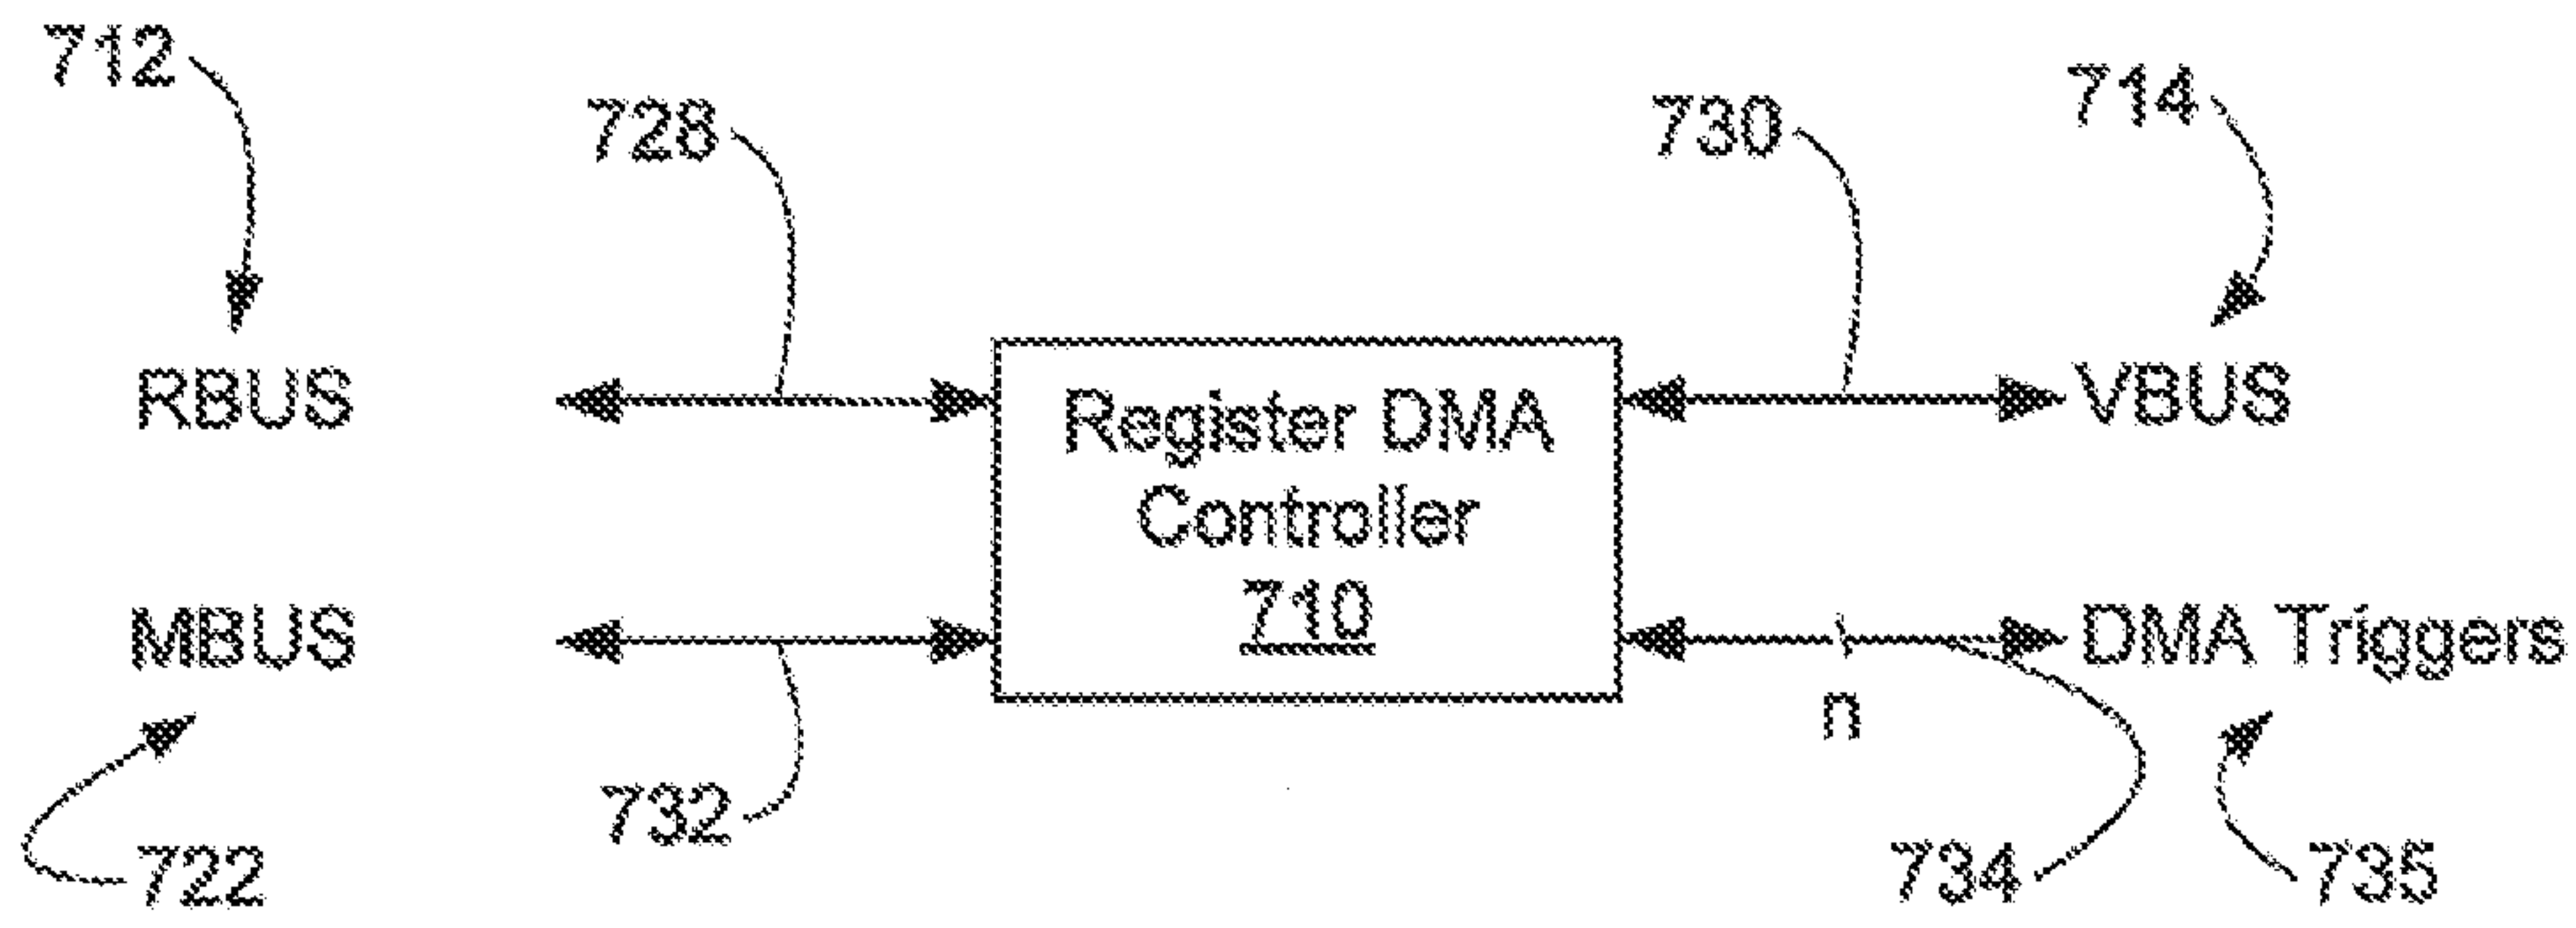 712
728
730
714
RBUS
Register DMA
Controller
710
VBUS
MBUS
DMA Triggers
n
732
722
734
735